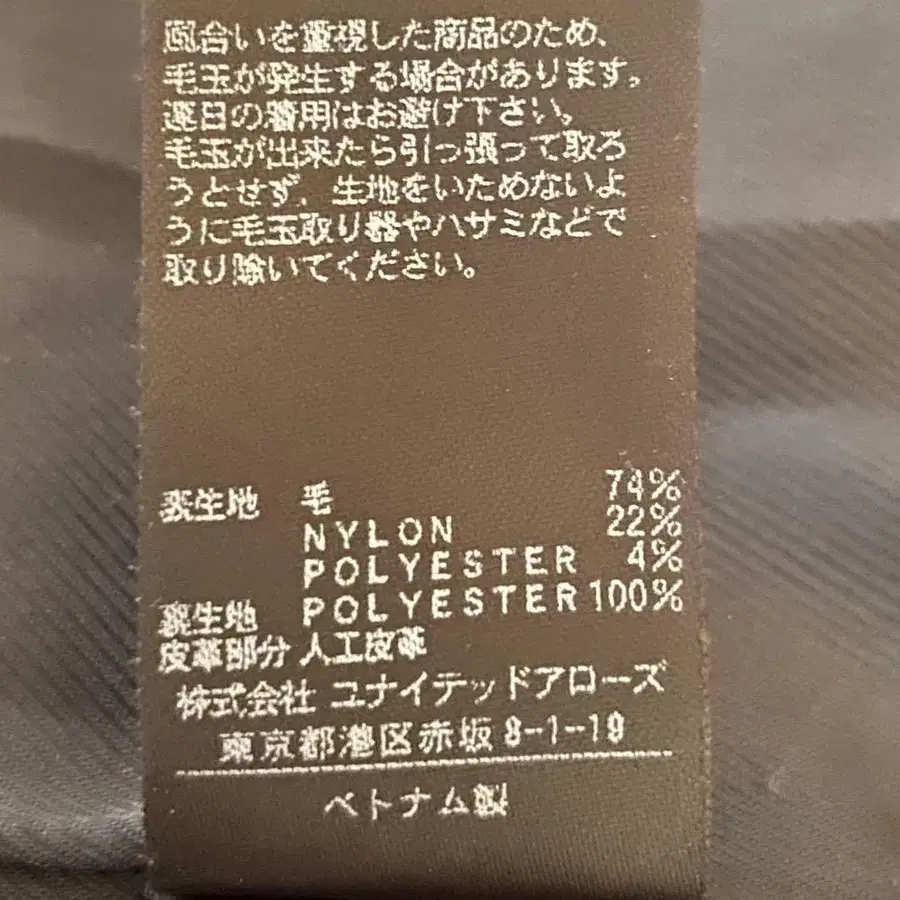 風合いを重視した商品のため、
毛玉が発生する場合があります。
連日の着用はお避け下さい。
毛玉が出来たら引っ張って取ろ
うとせず、生地をいためないよ
うに毛玉取り器やハサミなどで
取り除いてください。
表生地 毛 74%
NYLON 22%
POLYESTER 4%
裏生地 POLYESTER 100%
皮革部分 人工皮革
株式会社 ユナイテッドアローズ
東京都港区赤坂 8-1-19
ベトナム製